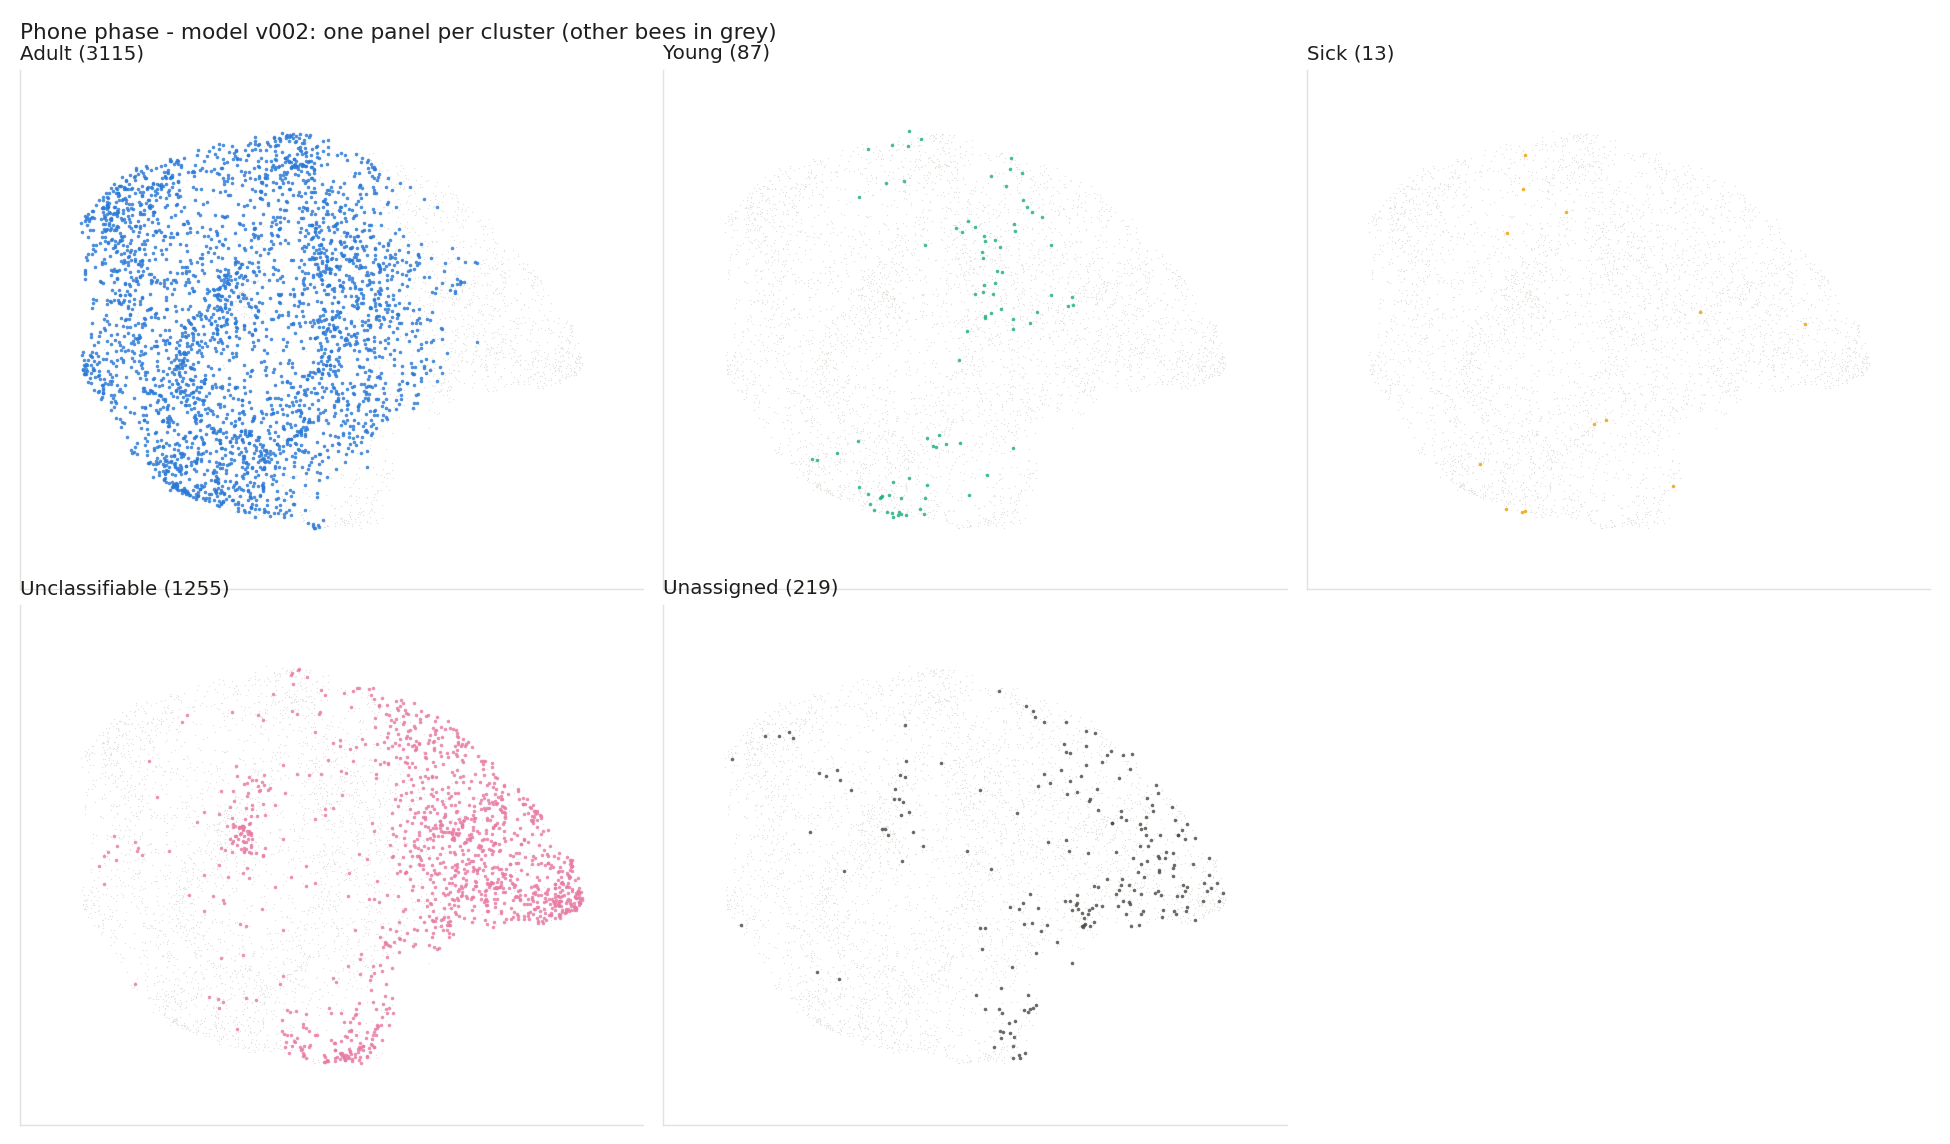 Phone phase - model v002: one panel per cluster (other bees in grey)
Adult (3115)
Young (87)
Sick (13)
Unclassifiable (1255)
Unassigned (219)